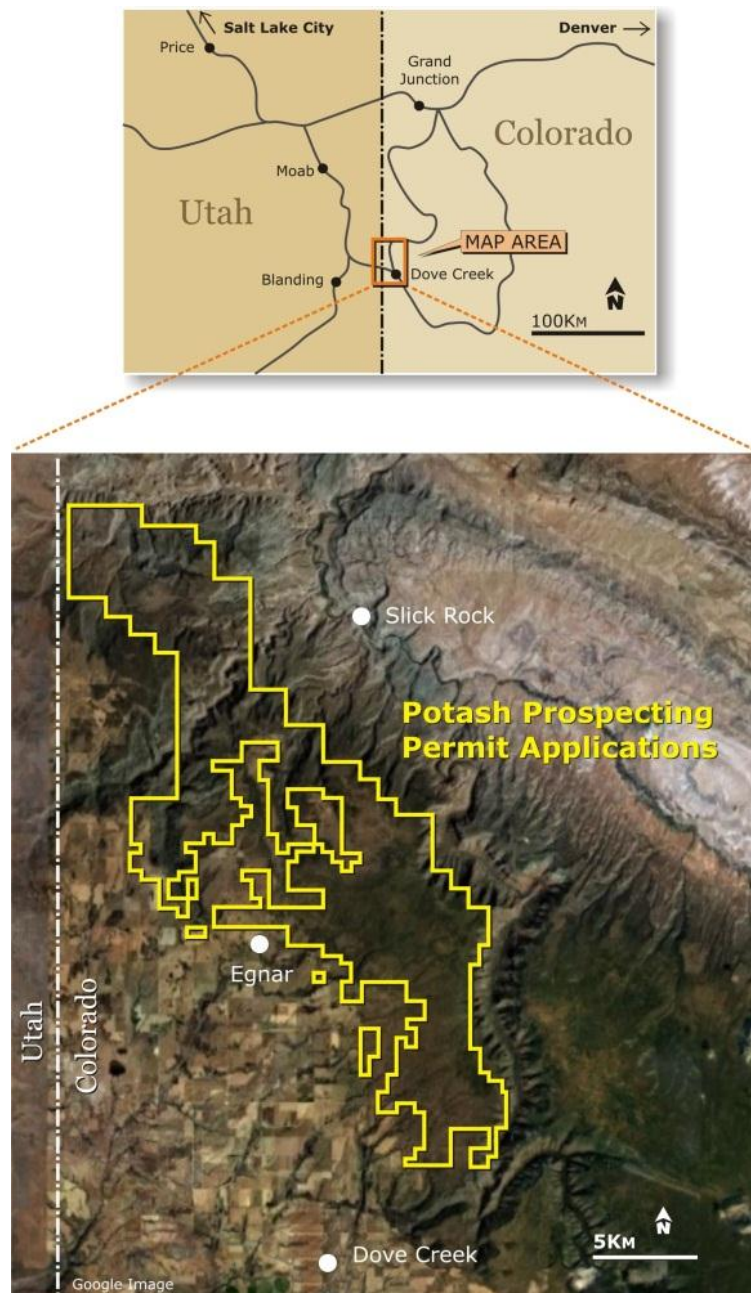 Salt Lake City
Denver
Price
Grand
Junction
Colorado
Moab
Utah
MAP AREA
Blanding
Dove Creek
N
100KM
Slick Rock
Potash Prospecting
Permit Applications
Egnar
Utah
Colorado
N
5KM
Dove Creek
Google Image